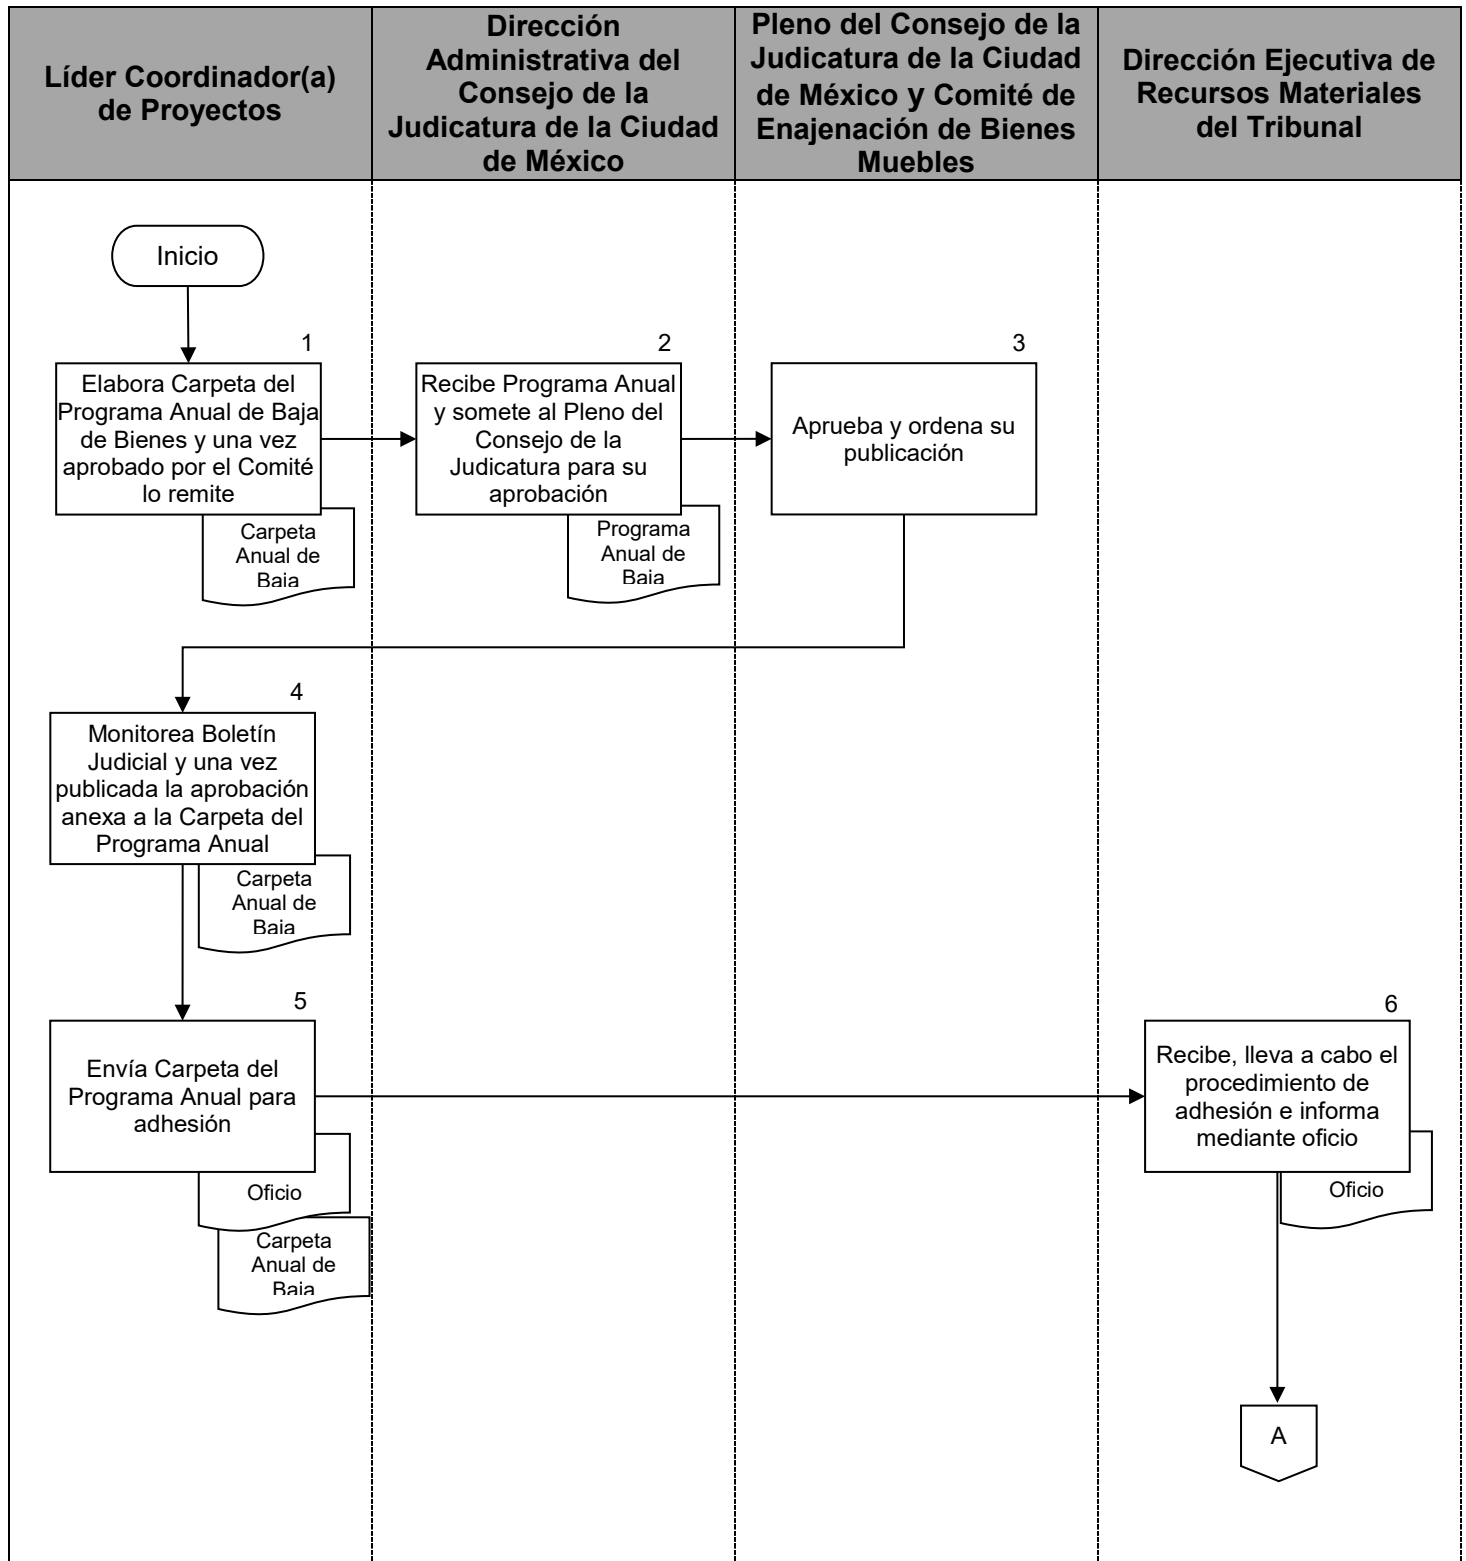 Líder Coordinador(a)
de Proyectos
Dirección
Administrativa del
Consejo de la
Judicatura de la Ciudad
de México
Pleno del Consejo de la
Judicatura de la Ciudad
de México y Comité de
Enajenación de Bienes
Muebles
Dirección Ejecutiva de
Recursos Materiales
del Tribunal
Inicio
1
Elabora Carpeta del
Programa Anual de Baja
de Bienes y una vez
aprobado por el Comité
lo remite
Carpeta
Anual de
Baja
2
Recibe Programa Anual
y somete al Pleno del
Consejo de la
Judicatura para su
aprobación
Programa
Anual de
Baja
3
Aprueba y ordena su
publicación
4
Monitorea Boletín
Judicial y una vez
publicada la aprobación
anexa a la Carpeta del
Programa Anual
Carpeta
Anual de
Baja
5
Envía Carpeta del
Programa Anual para
adhesión
Oficio
Carpeta
Anual de
Baja
6
Recibe, lleva a cabo el
procedimiento de
adhesión e informa
mediante oficio
Oficio
A